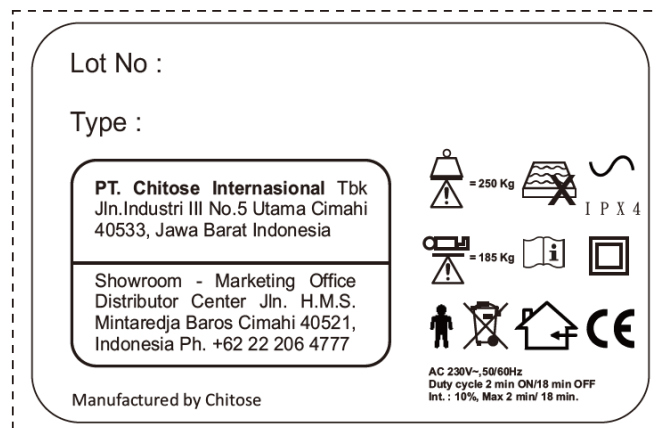 Lot No :
Type :
PT. Chitose Internasional Tbk
Jln.Industri III No.5 Utama Cimahi
40533, Jawa Barat Indonesia
Showroom - Marketing Office
Distributor Center Jln. H.M.S.
Mintaredja Baros Cimahi 40521,
Indonesia Ph. +62 22 206 4777
Manufactured by Chitose
= 250 Kg
IPX4
= 185 Kg
i
CE
AC 230V~,50/60Hz
Duty cycle 2 min ON/18 min OFF
Int. : 10%, Max 2 min/ 18 min.